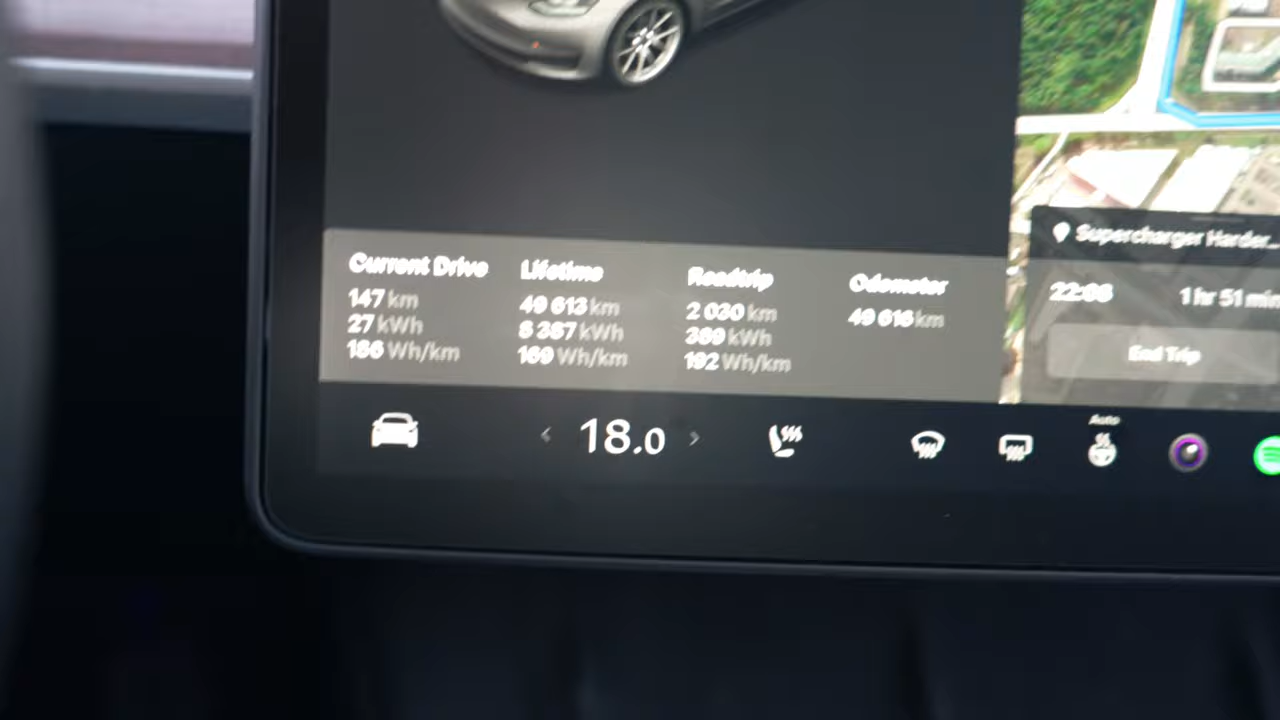 Current Drive
147 km
27 kWh
186 Wh/km
Lifetime
49 613 km
8 367 kWh
169 Wh/km
Roadtrip
2 030 km
389 kWh
192 Wh/km
Odometer
49 616 km
Supercharger Harder...
1 hr 51 min
End Trip
18.0
Auto